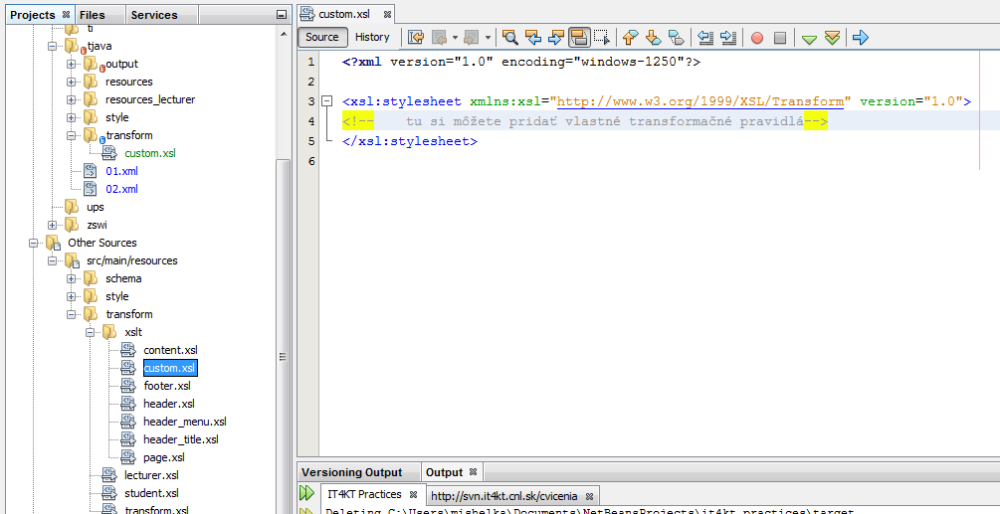 Projects
Files
Services
ti
tjava
output
resources
resources_lecturer
style
transform
custom.xsl
01.xml
02.xml
ups
zswi
Other Sources
src/main/resources
schema
style
transform
xslt
content.xsl
custom.xsl
footer.xsl
header.xsl
header_menu.xsl
header_title.xsl
page.xsl
lecturer.xsl
student.xsl
transform.xsl
custom.xsl
Source
History
1 <?xml version="1.0" encoding="windows-1250"?>
2
3 <xsl:stylesheet xmlns:xsl="http://www.w3.org/1999/XSL/Transform" version="1.0">
4 <!-- tu si môžete pridať vlastné transformačné pravidlá-->
5 </xsl:stylesheet>
6
Versioning Output
Output
IT4KT Practices
http://svn.it4kt.cnl.sk/cvicenia
Deleting C:\Users\mishelka\Documents\NetBeansProjects\it4kt_practices\target